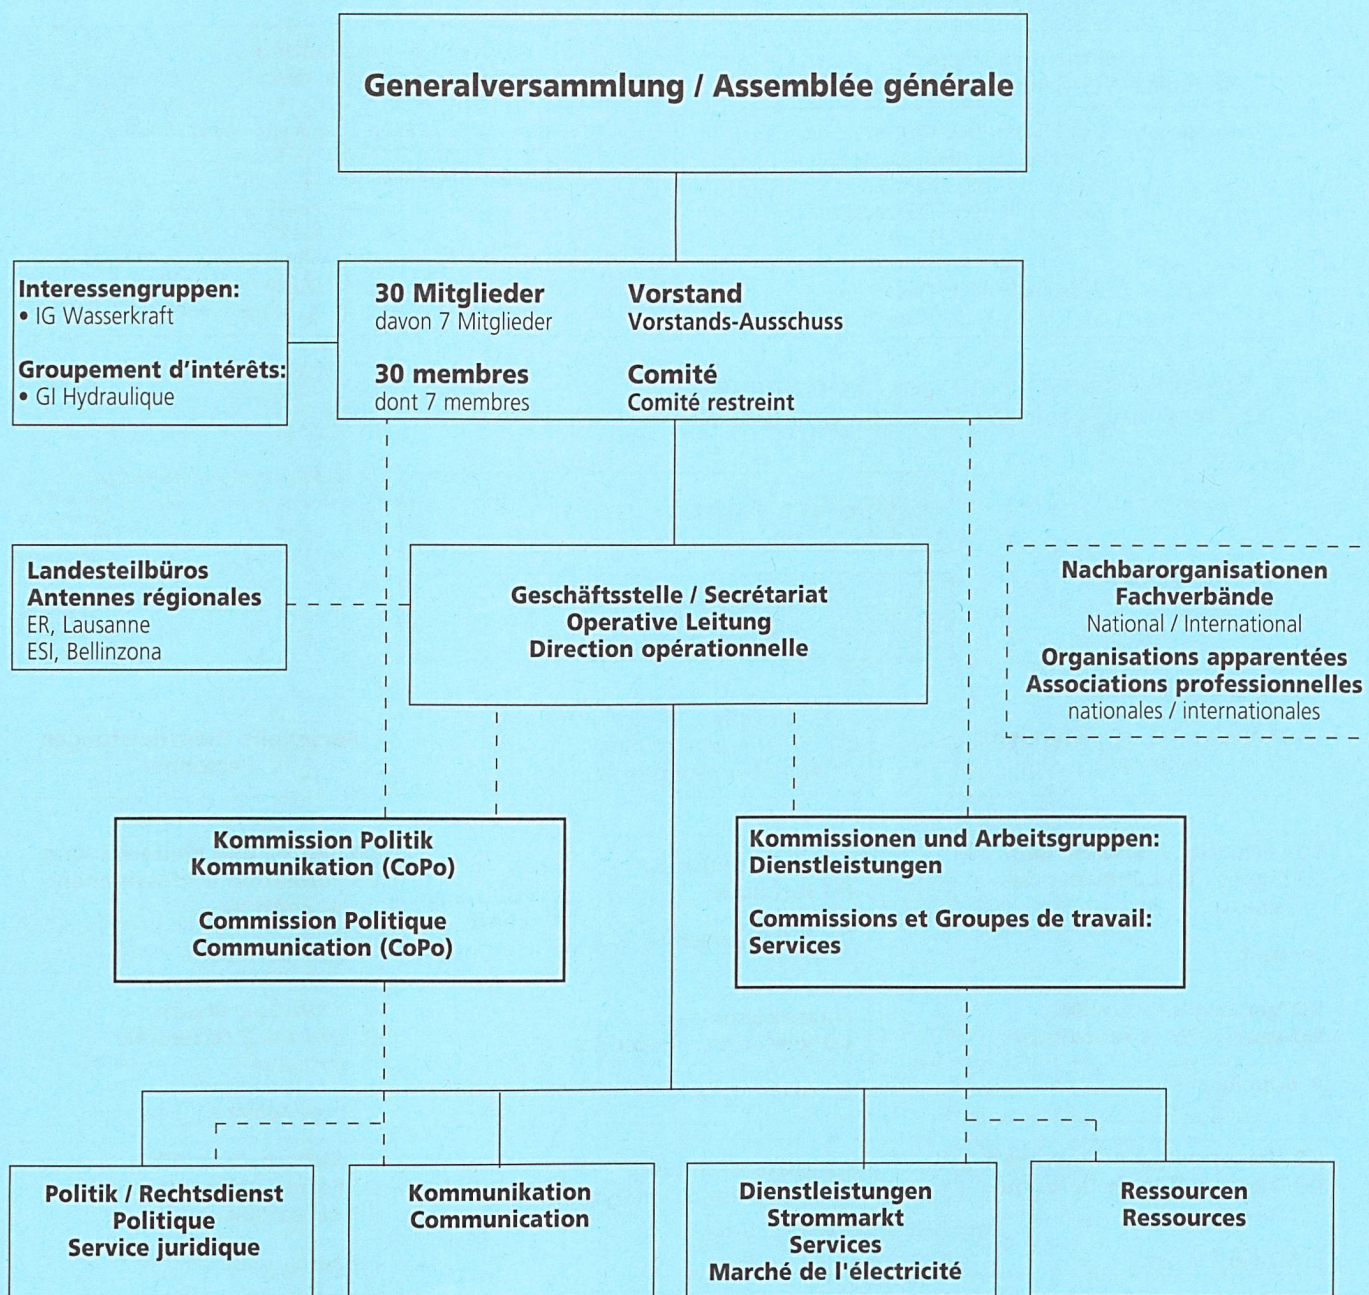 Generalversammlung / Assemblée générale
Interessengruppen:
• IG Wasserkraft
Groupement d'intérêts:
• GI Hydraulique
30 Mitglieder Vorstand
davon 7 Mitglieder Vorstands-Ausschuss
30 membres Comité
dont 7 membres Comité restreint
Landesteilbüros
Antennes régionales
ER, Lausanne
ESI, Bellinzona
Geschäftsstelle / Secrétariat
Operative Leitung
Direction opérationnelle
Nachbarorganisationen
Fachverbände
National / International
Organisations apparentées
Associations professionnelles
nationales / internationales
Kommission Politik
Kommunikation (CoPo)
Commission Politique
Communication (CoPo)
Kommissionen und Arbeitsgruppen:
Dienstleistungen
Commissions et Groupes de travail:
Services
Politik / Rechtsdienst
Politique
Service juridique
Kommunikation
Communication
Dienstleistungen
Strommarkt
Services
Marché de l'électricité
Ressourcen
Ressources